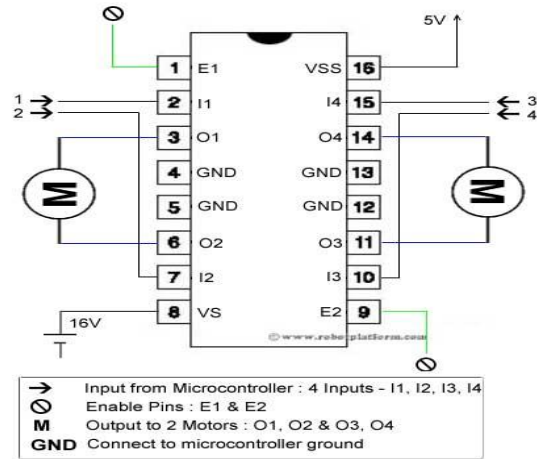 5V
1 E1 VSS 16
1 → 2 I1 I4 15 ← 3
2 → ← 4
3 O1 O4 14
4 GND GND 13
M M
5 GND GND 12
6 O2 O3 11
7 I2 I3 10
8 VS E2 9
16V
© www.robotplatform.com
→ Input from Microcontroller : 4 Inputs - I1, I2, I3, I4
Enable Pins : E1 & E2
M Output to 2 Motors : O1, O2 & O3, O4
GND Connect to microcontroller ground